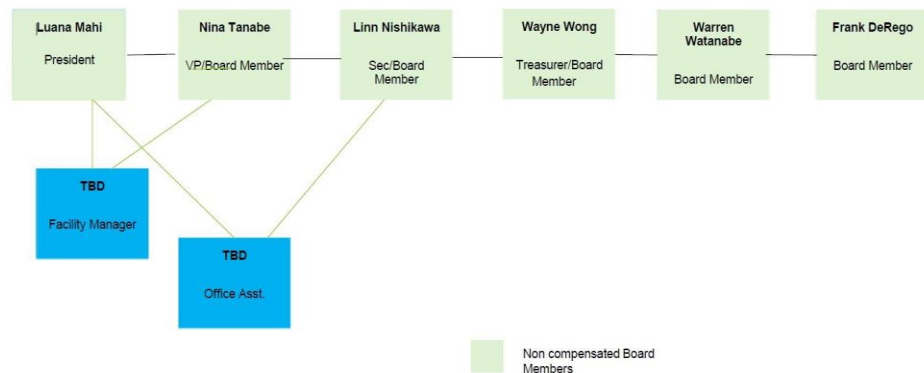 Luana Mahi
President
Nina Tanabe
VP/Board Member
Linn Nishikawa
Sec/Board
Member
Wayne Wong
Treasurer/Board
Member
Warren
Watanabe
Board Member
Frank DeRego
Board Member
TBD
Facility Manager
TBD
Office Asst.
Non compensated Board
Members